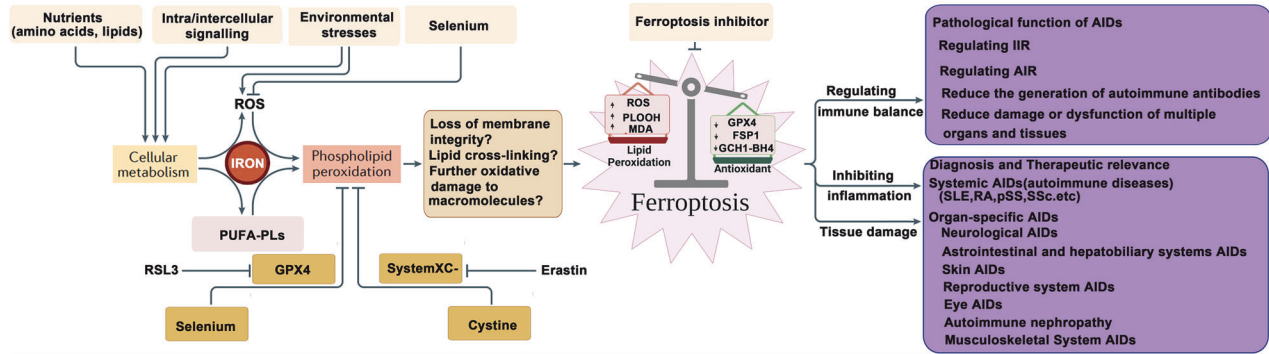 Nutrients
(amino acids, lipids)
Intra/intercellular
signalling
Environmental
stresses
Selenium
Ferroptosis inhibitor
ROS
Cellular
metabolism
IRON
Phospholipid
peroxidation
PUFA-PLs
Loss of membrane
integrity?
Lipid cross-linking?
Further oxidative
damage to
macromolecules?
RSL3
GPX4
SystemXC-
Erastin
Selenium
Cystine
ROS
PLOOH
MDA
Lipid
Peroxidation
GPX4
FSP1
GCH1-BH4
Antioxidant
Ferroptosis
Regulating
immune balance
Inhibiting
inflammation
Tissue damage
Pathological function of AIDs
Regulating IIR
Regulating AIR
Reduce the generation of autoimmune antibodies
Reduce damage or dysfunction of multiple
organs and tissues
Diagnosis and Therapeutic relevance
Systemic AIDs(autoimmune diseases)
(SLE,RA,pSS,SSc.etc)
Organ-specific AIDs
Neurological AIDs
Astrointestinal and hepatobiliary systems AIDs
Skin AIDs
Reproductive system AIDs
Eye AIDs
Autoimmune nephropathy
Musculoskeletal System AIDs